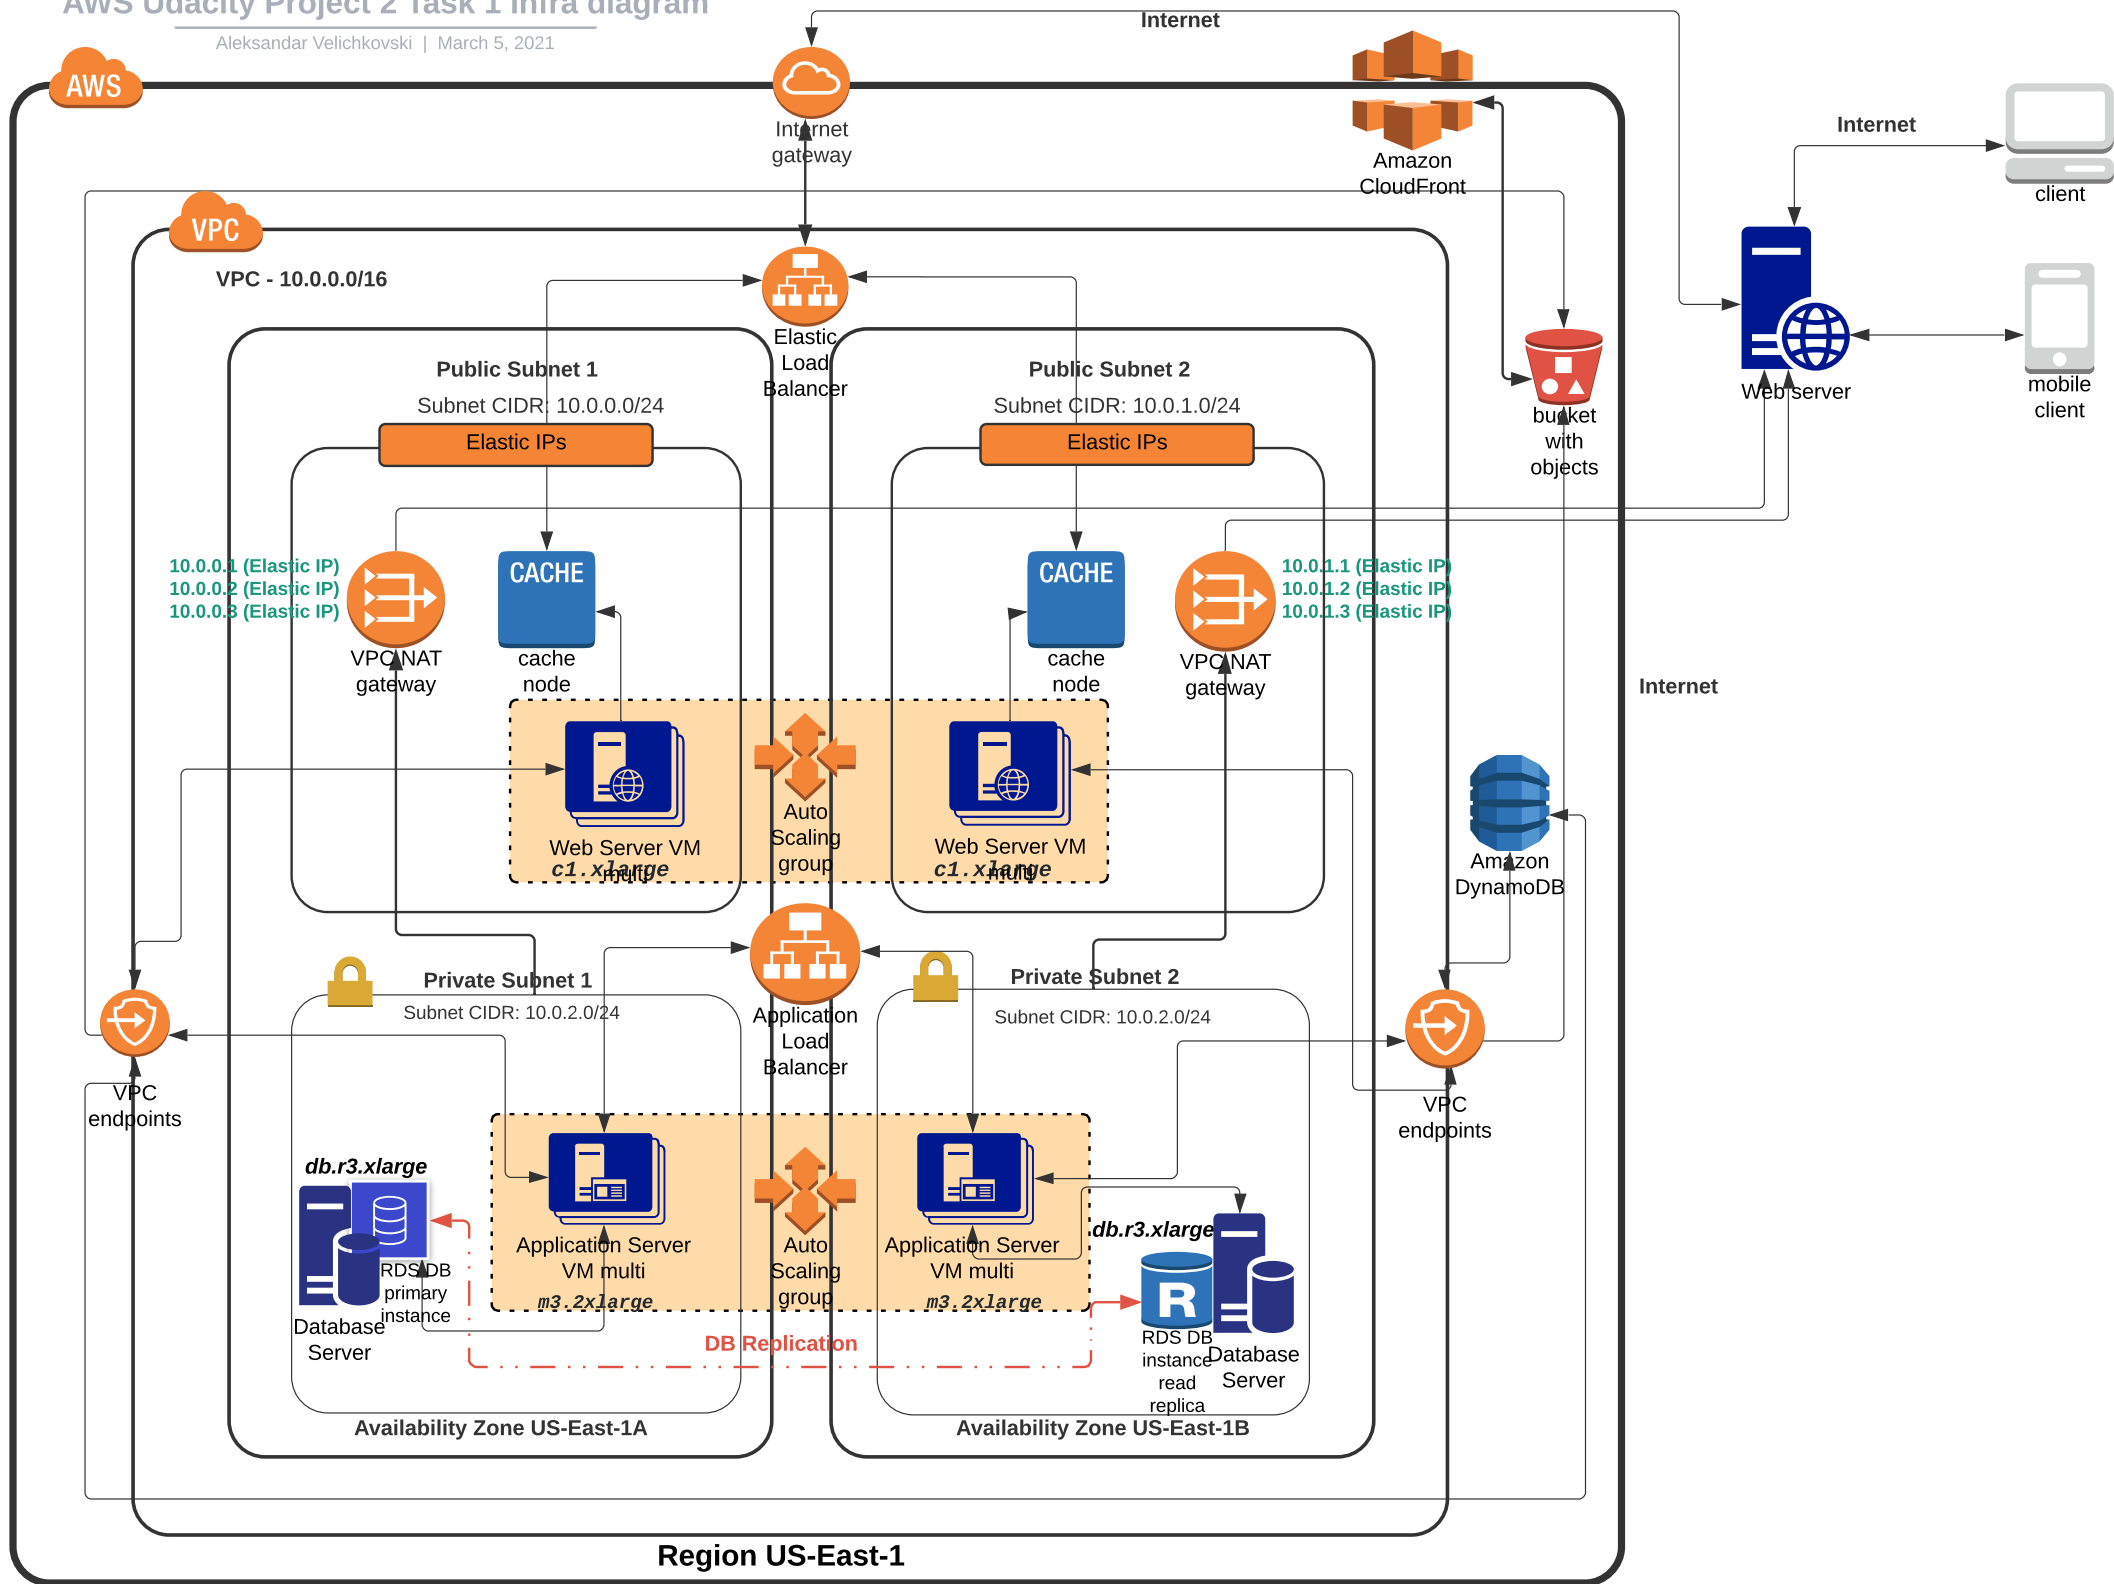 AWS Udacity Project 2 Task 1 Infra diagram
Aleksandar Velichkovski | March 5, 2021
Internet
AWS
Internet
gateway
Amazon
CloudFront
Internet
client
VPC
VPC - 10.0.0.0/16
Elastic
Load
Balancer
Public Subnet 1
Subnet CIDR: 10.0.0.0/24
Elastic IPs
Public Subnet 2
Subnet CIDR: 10.0.1.0/24
Elastic IPs
bucket
with
objects
Web server
mobile
client
10.0.0.1 (Elastic IP)
10.0.0.2 (Elastic IP)
10.0.0.3 (Elastic IP)
VPC NAT
gateway
CACHE
cache
node
CACHE
cache
node
VPC NAT
gateway
10.0.1.1 (Elastic IP)
10.0.1.2 (Elastic IP)
10.0.1.3 (Elastic IP)
Internet
Web Server VM
multi
c1.xlarge
Auto
Scaling
group
Web Server VM
multi
c1.xlarge
Amazon
DynamoDB
Private Subnet 1
Subnet CIDR: 10.0.2.0/24
Application
Load
Balancer
Private Subnet 2
Subnet CIDR: 10.0.2.0/24
VPC
endpoints
VPC
endpoints
db.r3.xlarge
RDS DB
primary
instance
Database
Server
Application Server
VM multi
m3.2xlarge
Auto
Scaling
group
Application Server
VM multi
m3.2xlarge
db.r3.xlarge
R
RDS DB
instance
read
replica
Database
Server
DB Replication
Availability Zone US-East-1A
Availability Zone US-East-1B
Region US-East-1